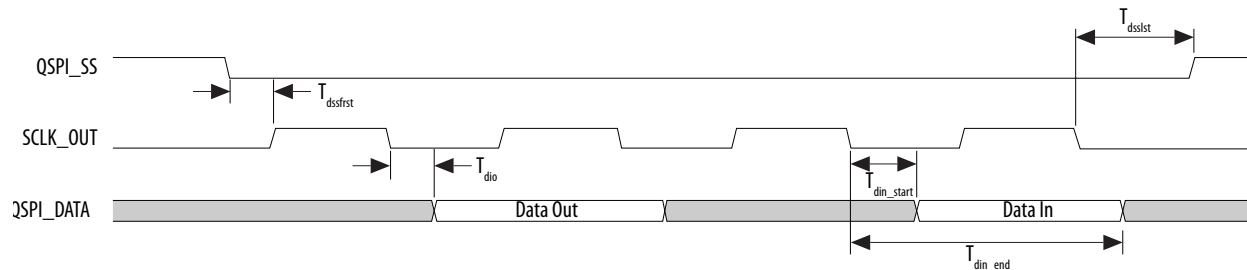 T_dsslst
QSPI_SS
T_dssfrst
SCLK_OUT
T_dio
T_din_start
QSPI_DATA
Data Out
Data In
T_din_end